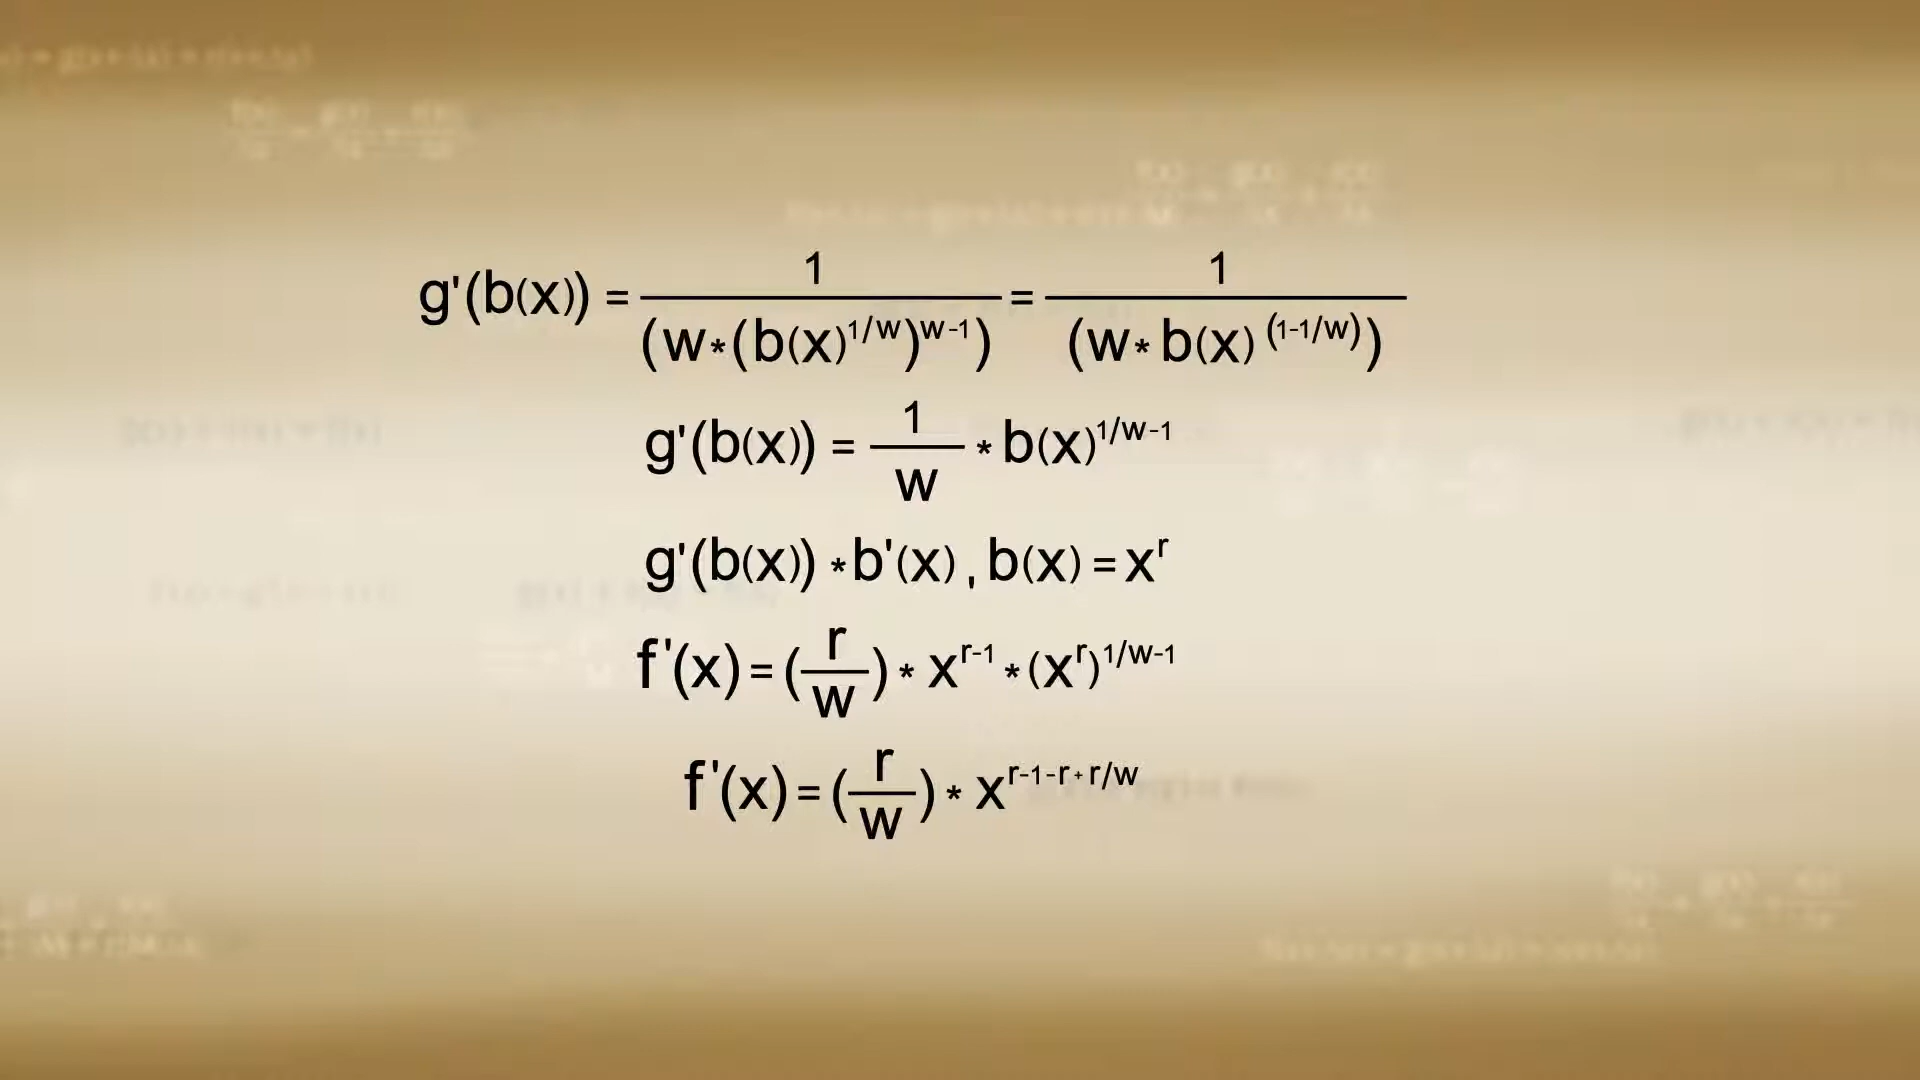 g'(b(x)) = 1/(w*(b(x)^1/w)^w-1) = 1/(w*b(x)^(1-1/w))
g'(b(x)) = 1/w * b(x)^1/w-1
g'(b(x)) * b'(x), b(x) = x^r
f'(x) = (r/w) * x^r-1 * (x^r)^1/w-1
f'(x) = (r/w) * x^r-1-r+r/w